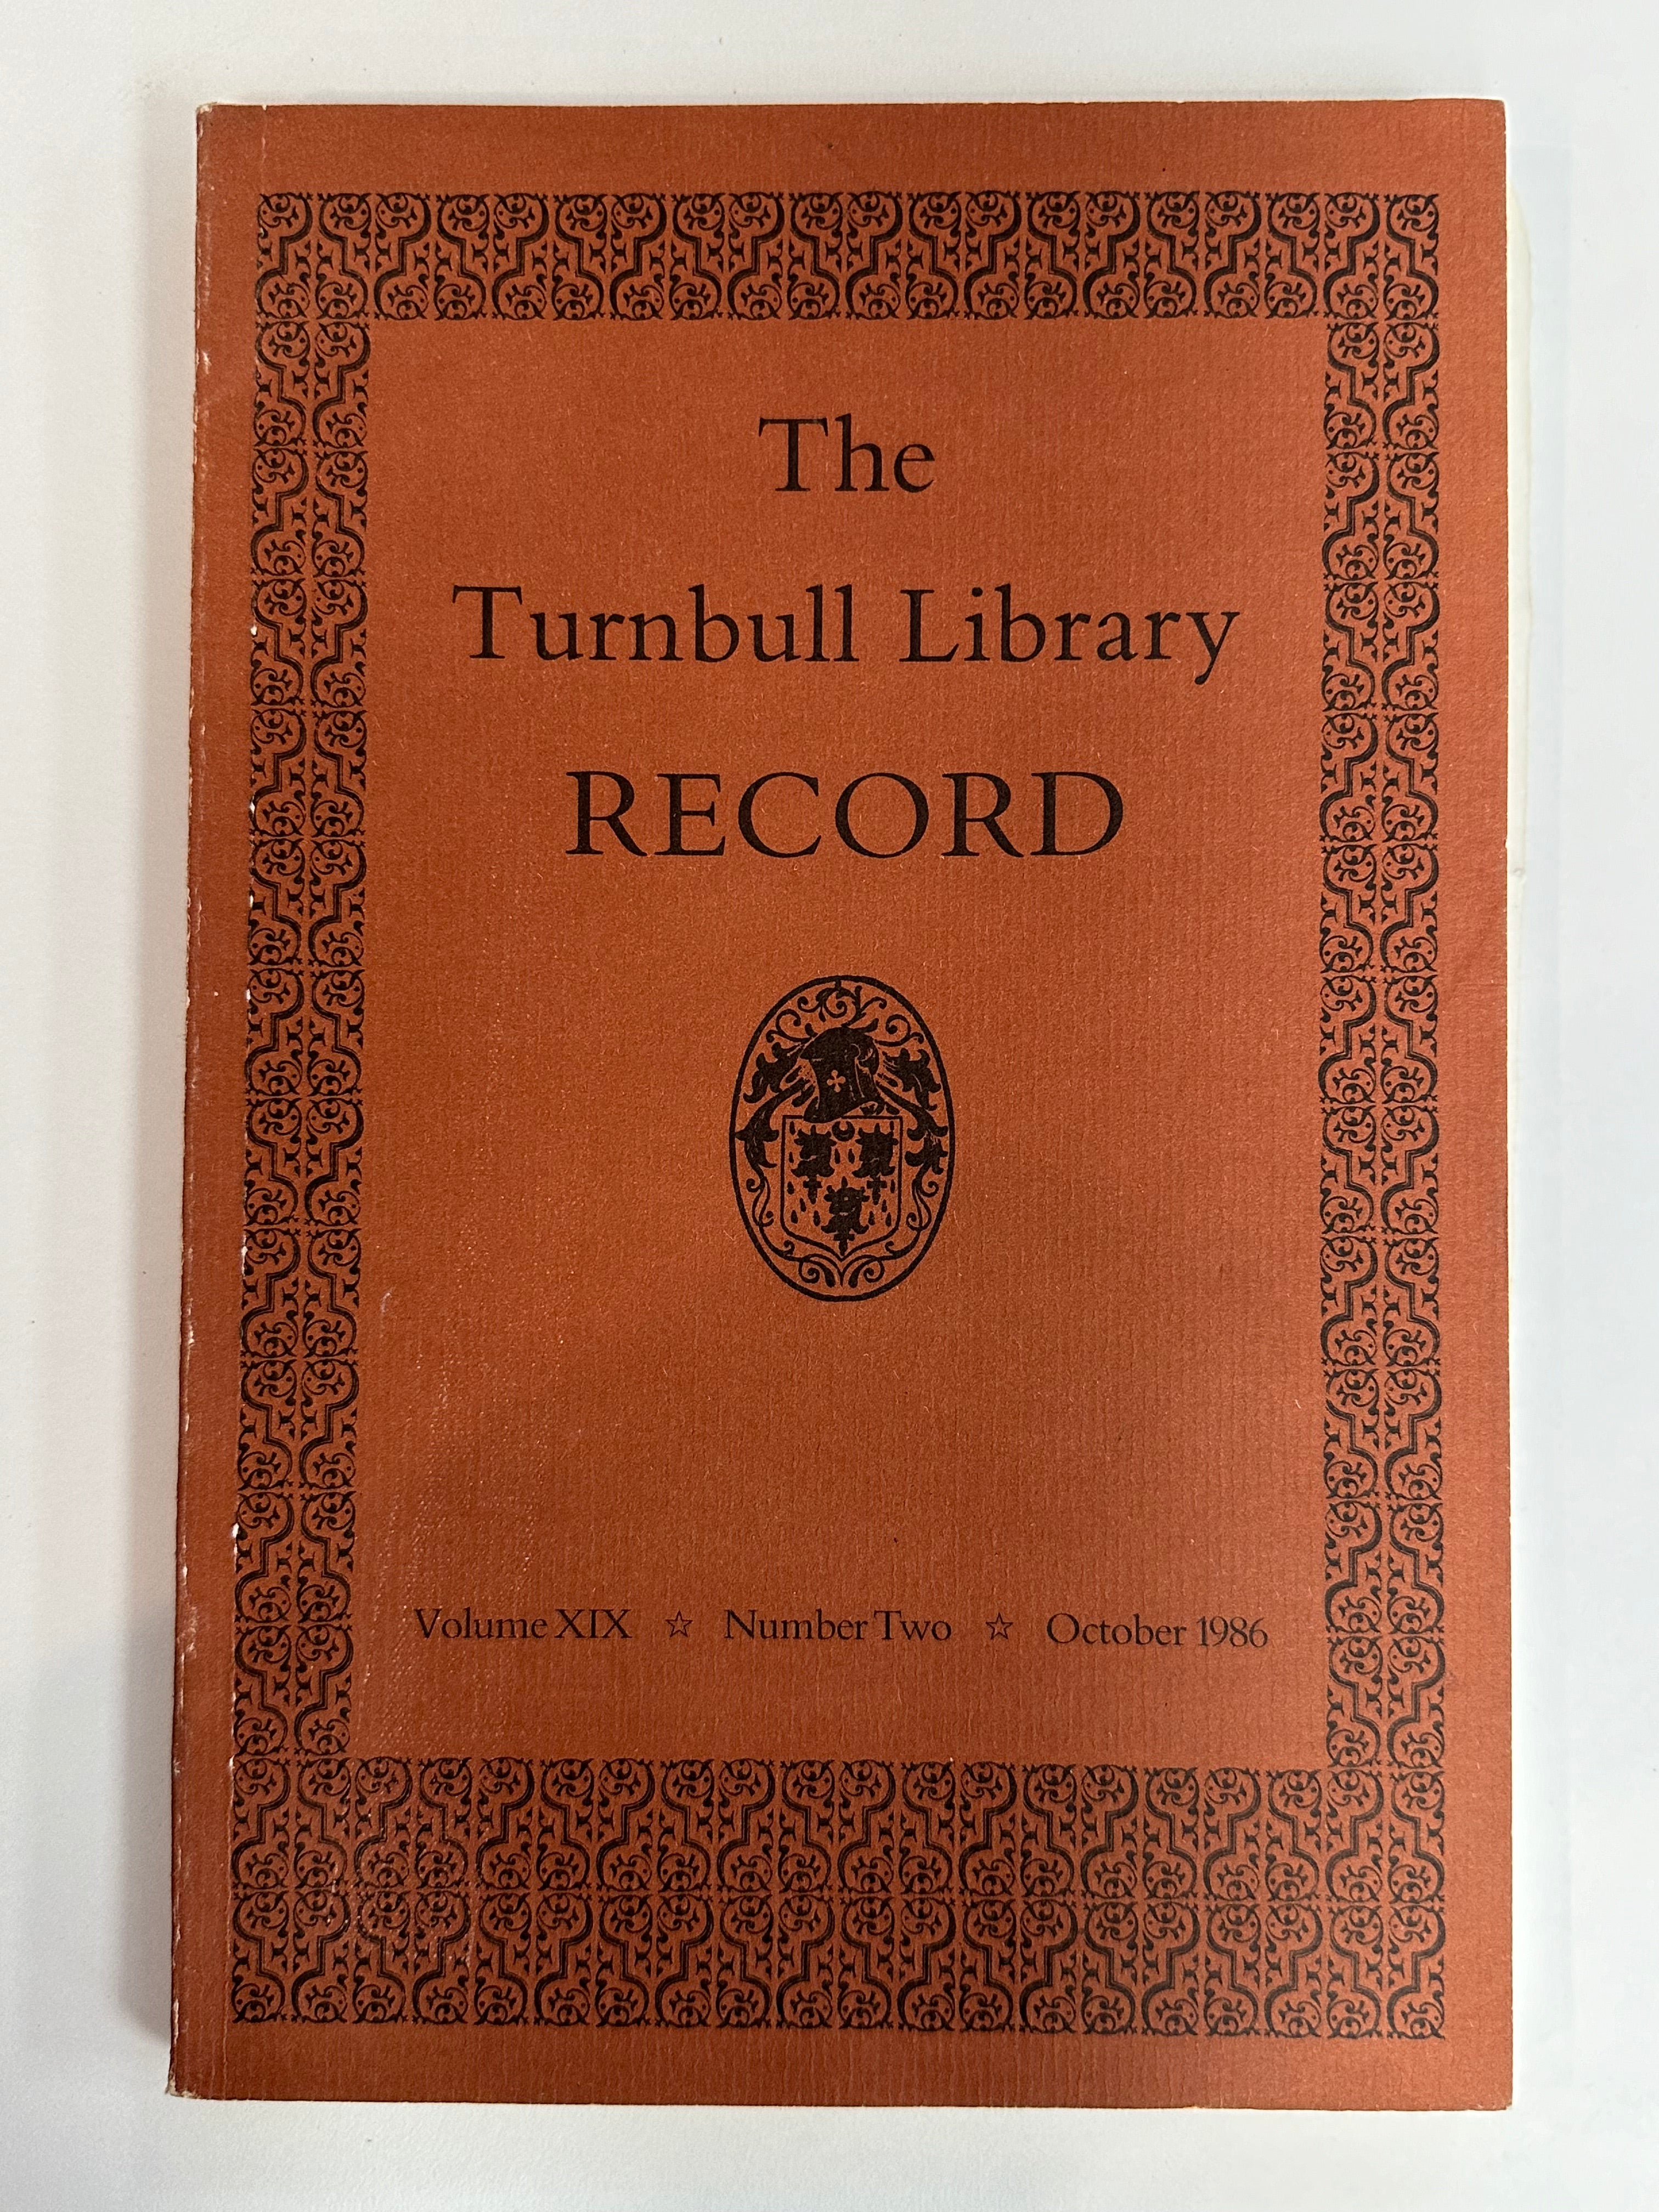 The
Turnbull Library
RECORD
Volume XIX ☆ Number Two ☆ October 1986